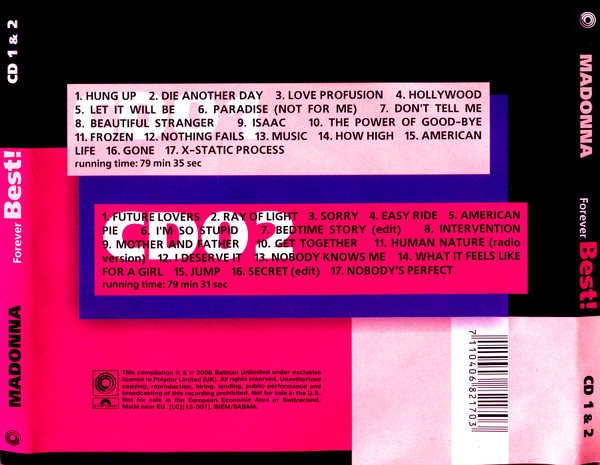 CD 1 & 2
Forever Best!
MADONNA
1. HUNG UP 2. DIE ANOTHER DAY 3. LOVE PROFUSION 4. HOLLYWOOD
5. LET IT WILL BE 6. PARADISE (NOT FOR ME) 7. DON'T TELL ME
8. BEAUTIFUL STRANGER 9. ISAAC 10. THE POWER OF GOOD-BYE
11. FROZEN 12. NOTHING FAILS 13. MUSIC 14. HOW HIGH 15. AMERICAN
LIFE 16. GONE 17. X-STATIC PROCESS
running time: 79 min 35 sec
CD 2
1. FUTURE LOVERS 2. RAY OF LIGHT 3. SORRY 4. EASY RIDE 5. AMERICAN
PIE 6. I'M SO STUPID 7. BEDTIME STORY (edit) 8. INTERVENTION
9. MOTHER AND FATHER 10. GET TOGETHER 11. HUMAN NATURE (radio
version) 12. I DESERVE IT 13. NOBODY KNOWS ME 14. WHAT IT FEELS LIKE
FOR A GIRL 15. JUMP 16. SECRET (edit) 17. NOBODY'S PERFECT
running time: 79 min 31 sec
This compilation ℗ & © 2006 Batman Unlimited under exclusive
license to Polydor Limited (UK). All rights reserved. Unauthorized
copying, reproduction, hiring, lending, public performance and
broadcasting of this recording prohibited. Not for sale in the U.S.
Not for sale in the European Economic Area or Switzerland.
Made near EU. [LC](13-007). BIEM/SABAM.
7 110406 821703
MADONNA
Forever Best!
CD 1 & 2